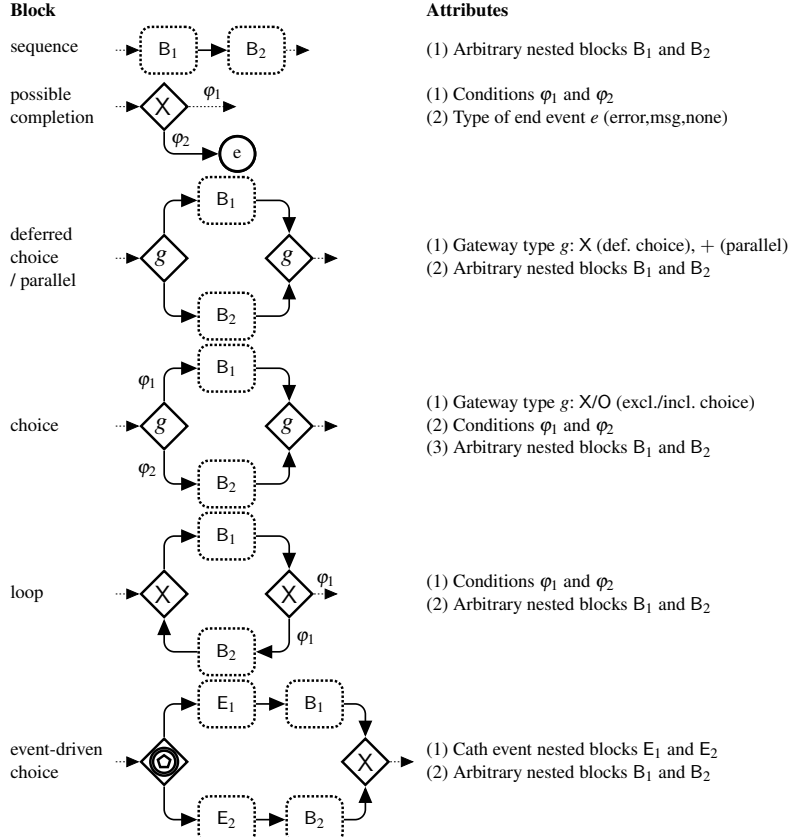 Block Attributes
sequence B₁ B₂ (1) Arbitrary nested blocks B₁ and B₂
possible completion X φ₁ φ₂ e (1) Conditions φ₁ and φ₂
(2) Type of end event e (error,msg,none)
deferred choice / parallel g B₁ B₂ g (1) Gateway type g: X (def. choice), + (parallel)
(2) Arbitrary nested blocks B₁ and B₂
choice φ₁ φ₂ g B₁ B₂ g (1) Gateway type g: X/O (excl./incl. choice)
(2) Conditions φ₁ and φ₂
(3) Arbitrary nested blocks B₁ and B₂
loop X B₁ B₂ X φ₁ φ₁ (1) Conditions φ₁ and φ₂
(2) Arbitrary nested blocks B₁ and B₂
event-driven choice E₁ B₁ E₂ B₂ X (1) Cath event nested blocks E₁ and E₂
(2) Arbitrary nested blocks B₁ and B₂